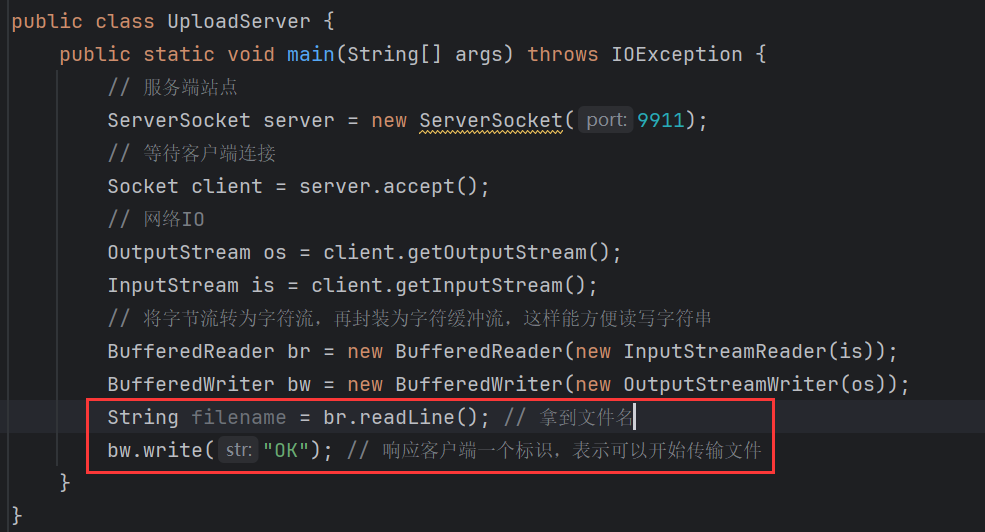 public class UploadServer {
public static void main(String[] args) throws IOException {
// 服务端站点
ServerSocket server = new ServerSocket( port: 9911);
// 等待客户端连接
Socket client = server.accept();
// 网络IO
OutputStream os = client.getOutputStream();
InputStream is = client.getInputStream();
// 将字节流转为字符流，再封装为字符缓冲流，这样能方便读写字符串
BufferedReader br = new BufferedReader(new InputStreamReader(is));
BufferedWriter bw = new BufferedWriter(new OutputStreamWriter(os));
String filename = br.readLine(); // 拿到文件名
bw.write( str: "OK"); // 响应客户端一个标识，表示可以开始传输文件
}
}